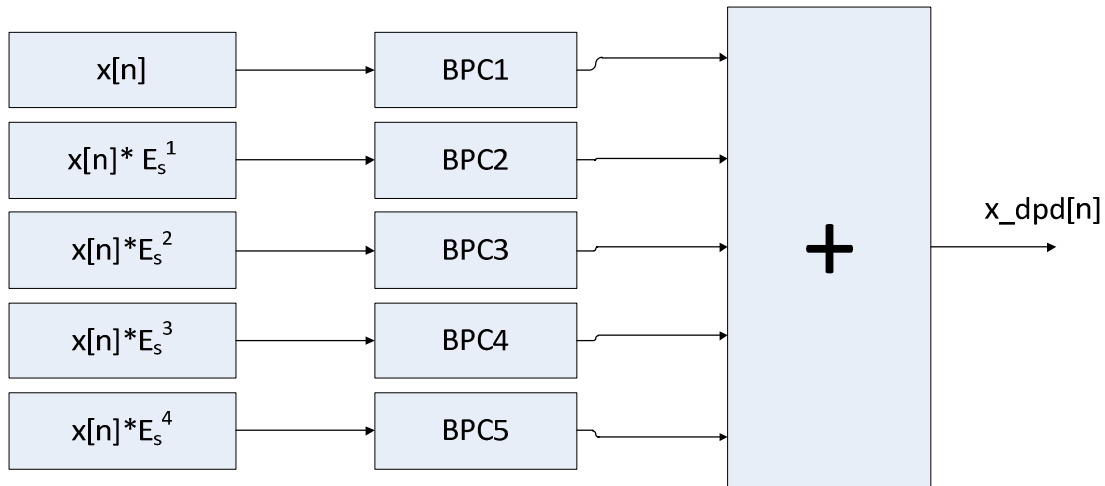 x[n]
BPC1
x[n]* Eₛ¹
BPC2
x[n]*Eₛ²
BPC3
x[n]*Eₛ³
BPC4
x[n]*Eₛ⁴
BPC5
+
x_dpd[n]